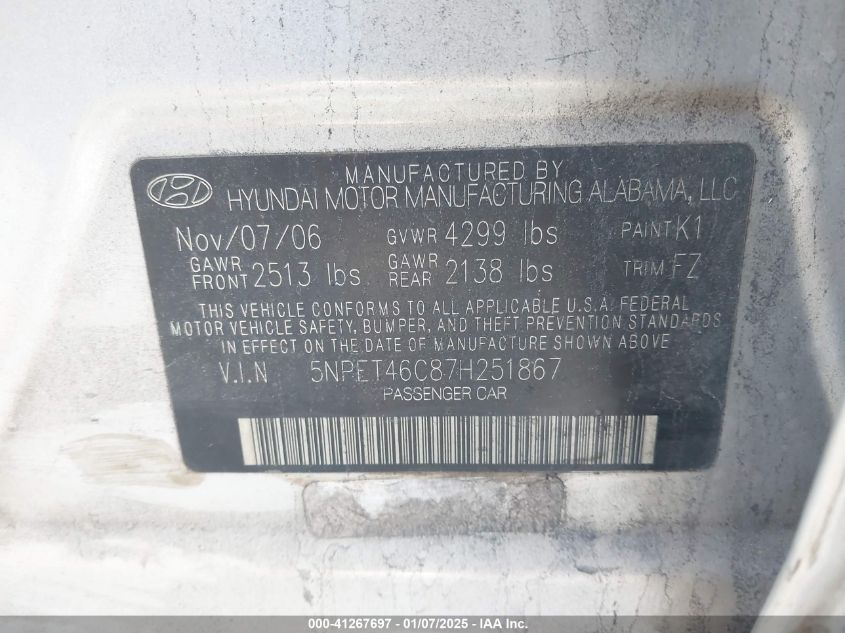 MANUFACTURED BY
HYUNDAI MOTOR MANUFACTURING ALABAMA, LLC
Nov/07/06 GVWR 4299 lbs PAINT K1
GAWR FRONT 2513 lbs GAWR REAR 2138 lbs TRIM FZ
THIS VEHICLE CONFORMS TO ALL APPLICABLE U.S.A. FEDERAL
MOTOR VEHICLE SAFETY, BUMPER, AND THEFT PREVENTION STANDARDS
IN EFFECT ON THE DATE OF MANUFACTURE SHOWN ABOVE.
V.I.N 5NPET46C87H251867
PASSENGER CAR
000-41267697 - 01/07/2025 - IAA Inc.